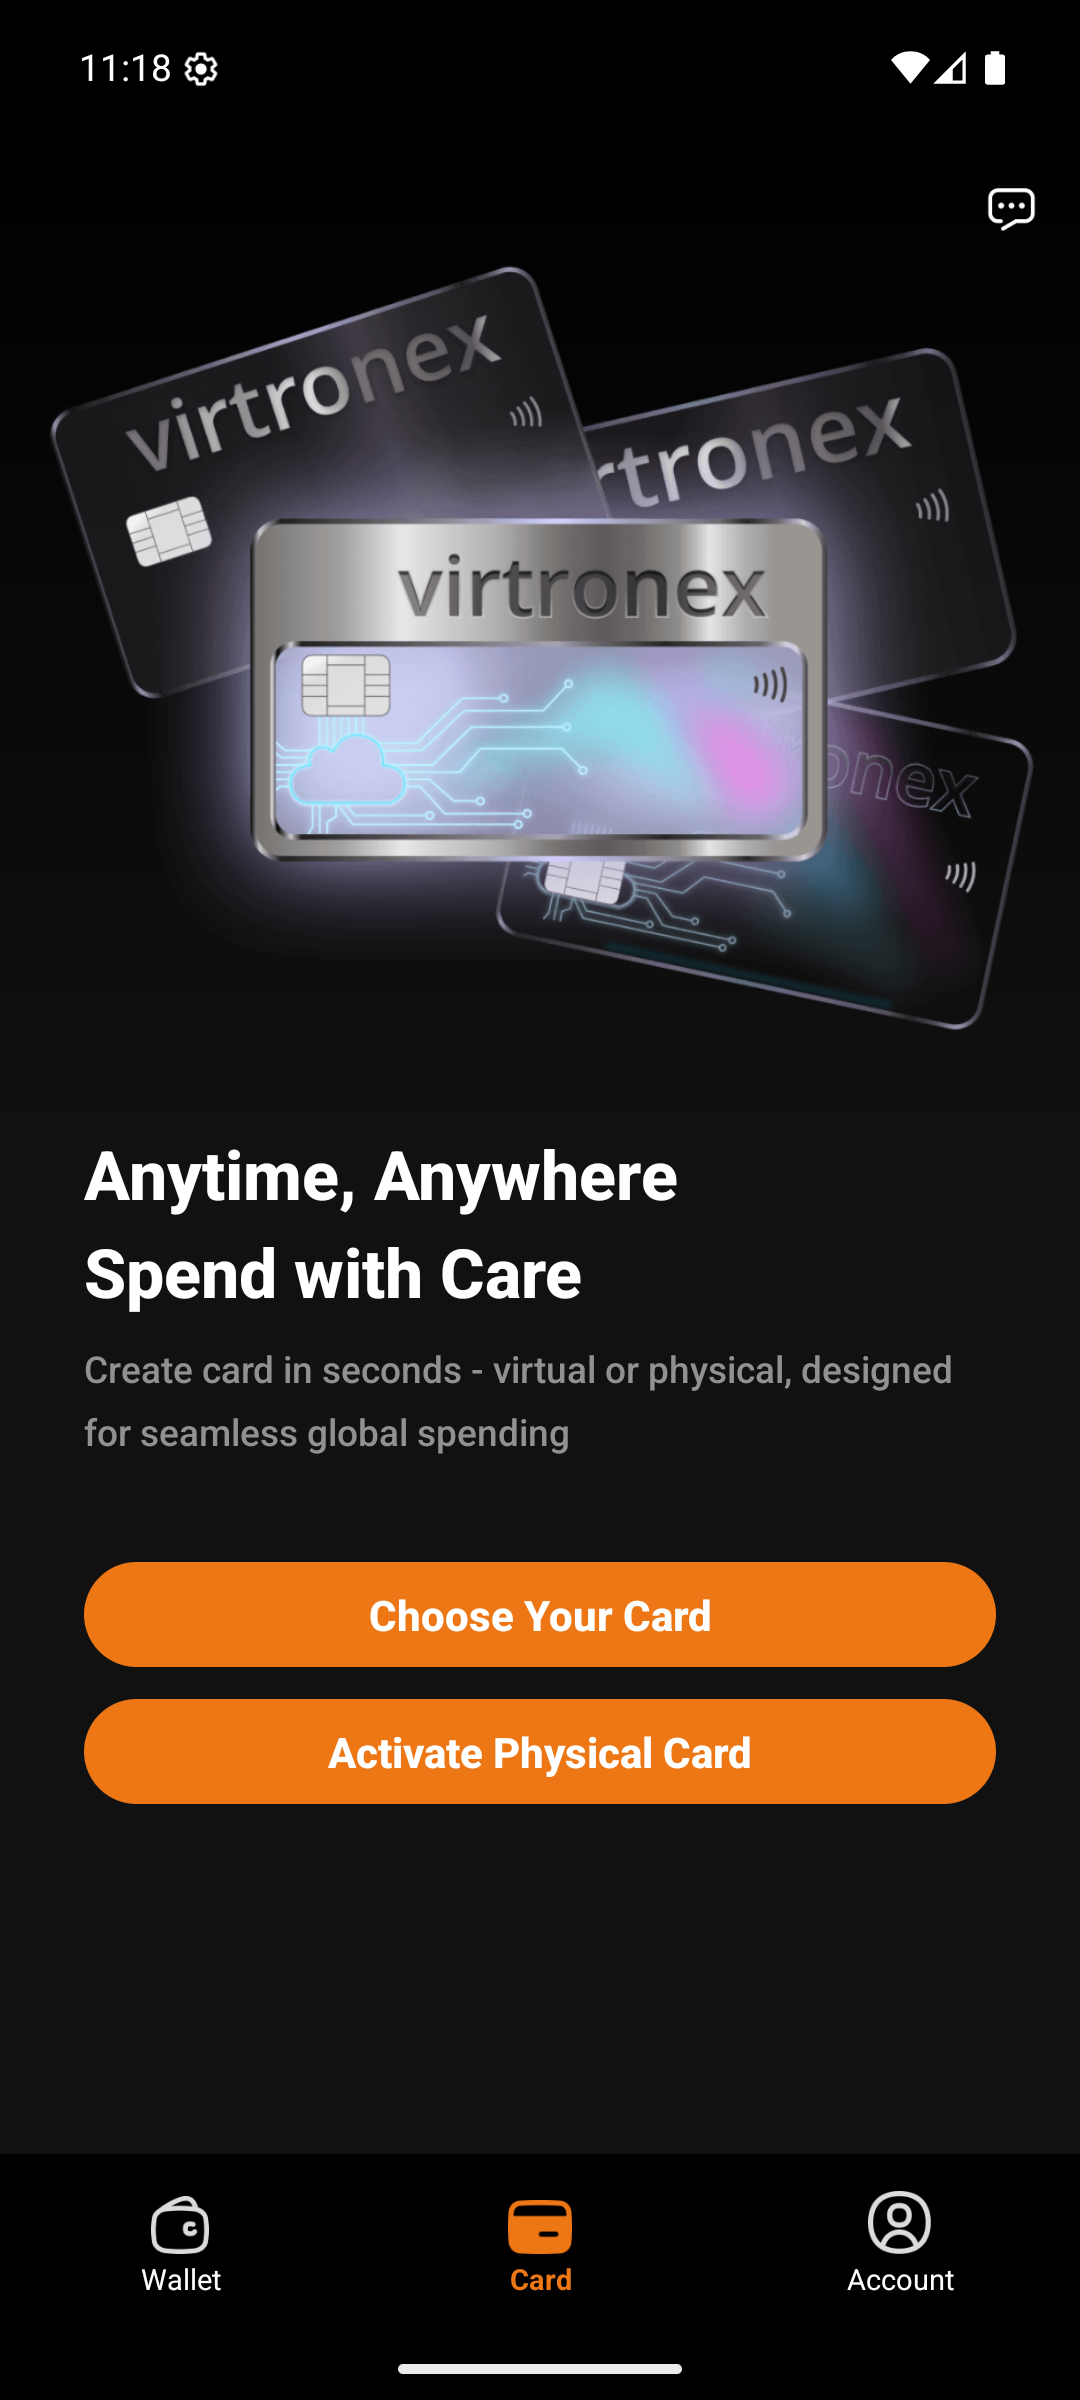 11:18
virtronex
rtronex
virtronex
onex
Anytime, Anywhere
Spend with Care
Create card in seconds - virtual or physical, designed
for seamless global spending
Choose Your Card
Activate Physical Card
Wallet
Card
Account